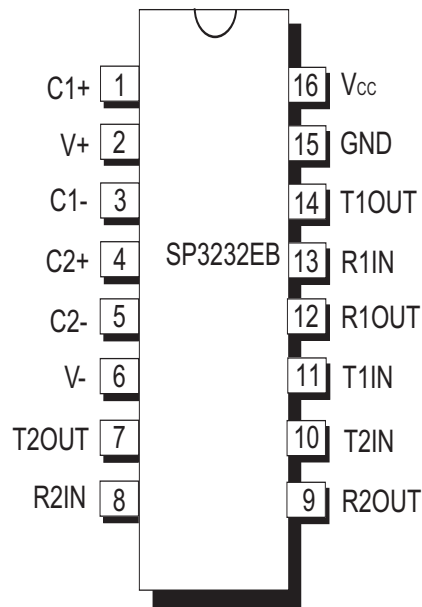 C1+ 1 16 Vcc
V+ 2 15 GND
C1- 3 14 T1OUT
C2+ 4 SP3232EB 13 R1IN
C2- 5 12 R1OUT
V- 6 11 T1IN
T2OUT 7 10 T2IN
R2IN 8 9 R2OUT